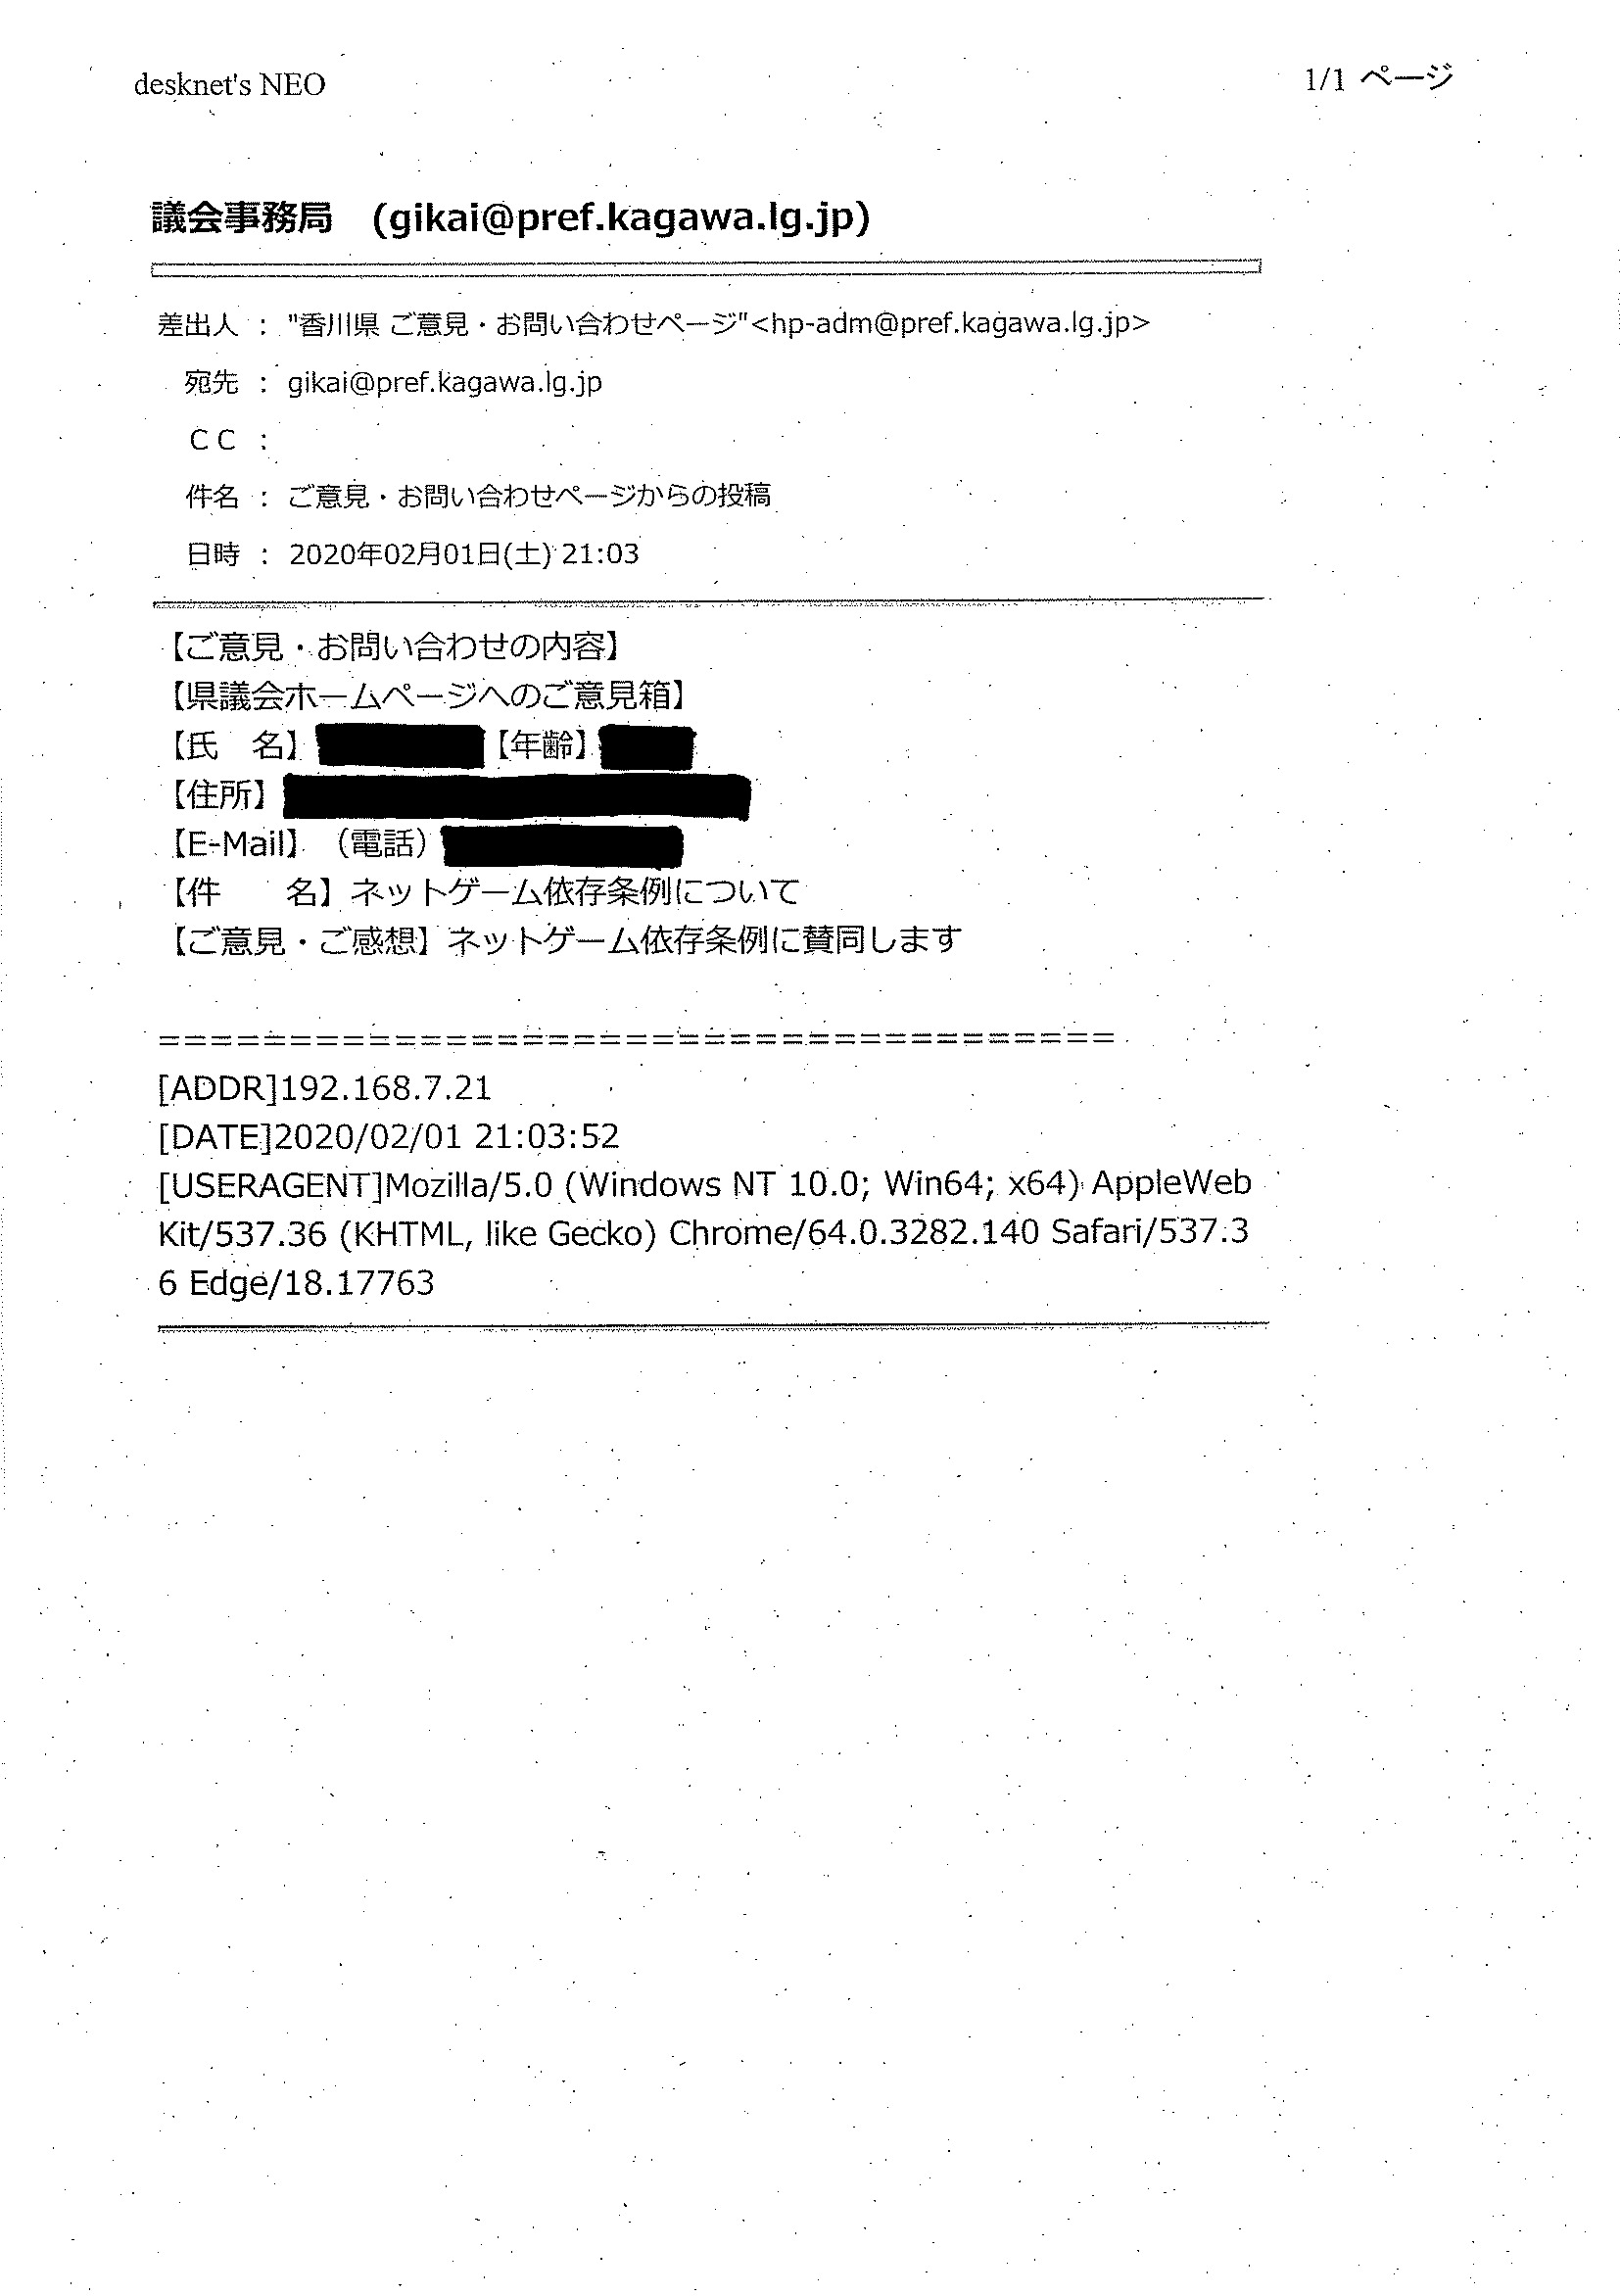 desknet's NEO
1/1 ページ
議会事務局 (gikai@pref.kagawa.lg.jp)
差出人 : "香川県 ご意見・お問い合わせページ"<hp-adm@pref.kagawa.lg.jp>
宛先 : gikai@pref.kagawa.lg.jp
CC :
件名 : ご意見・お問い合わせページからの投稿
日時 : 2020年02月01日(土) 21:03
【ご意見・お問い合わせの内容】
【県議会ホームページへのご意見箱】
【氏　名】 【年齢】
【住所】
【E-Mail】 （電話）
【件　　名】ネットゲーム依存条例について
【ご意見・ご感想】ネットゲーム依存条例に賛同します
=====================================
[ADDR]192.168.7.21
[DATE]2020/02/01 21:03:52
[USERAGENT]Mozilla/5.0 (Windows NT 10.0; Win64; x64) AppleWeb
Kit/537.36 (KHTML, like Gecko) Chrome/64.0.3282.140 Safari/537.3
6 Edge/18.17763